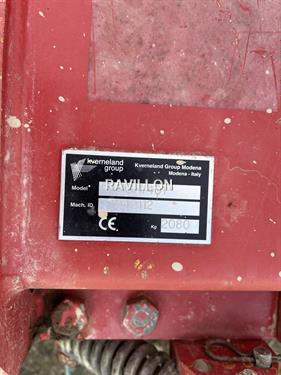 kverneland
group
Kverneland Group Modena
Modena - Italy
Model
RAVILLON
Mach. ID
CE
Kg 2080